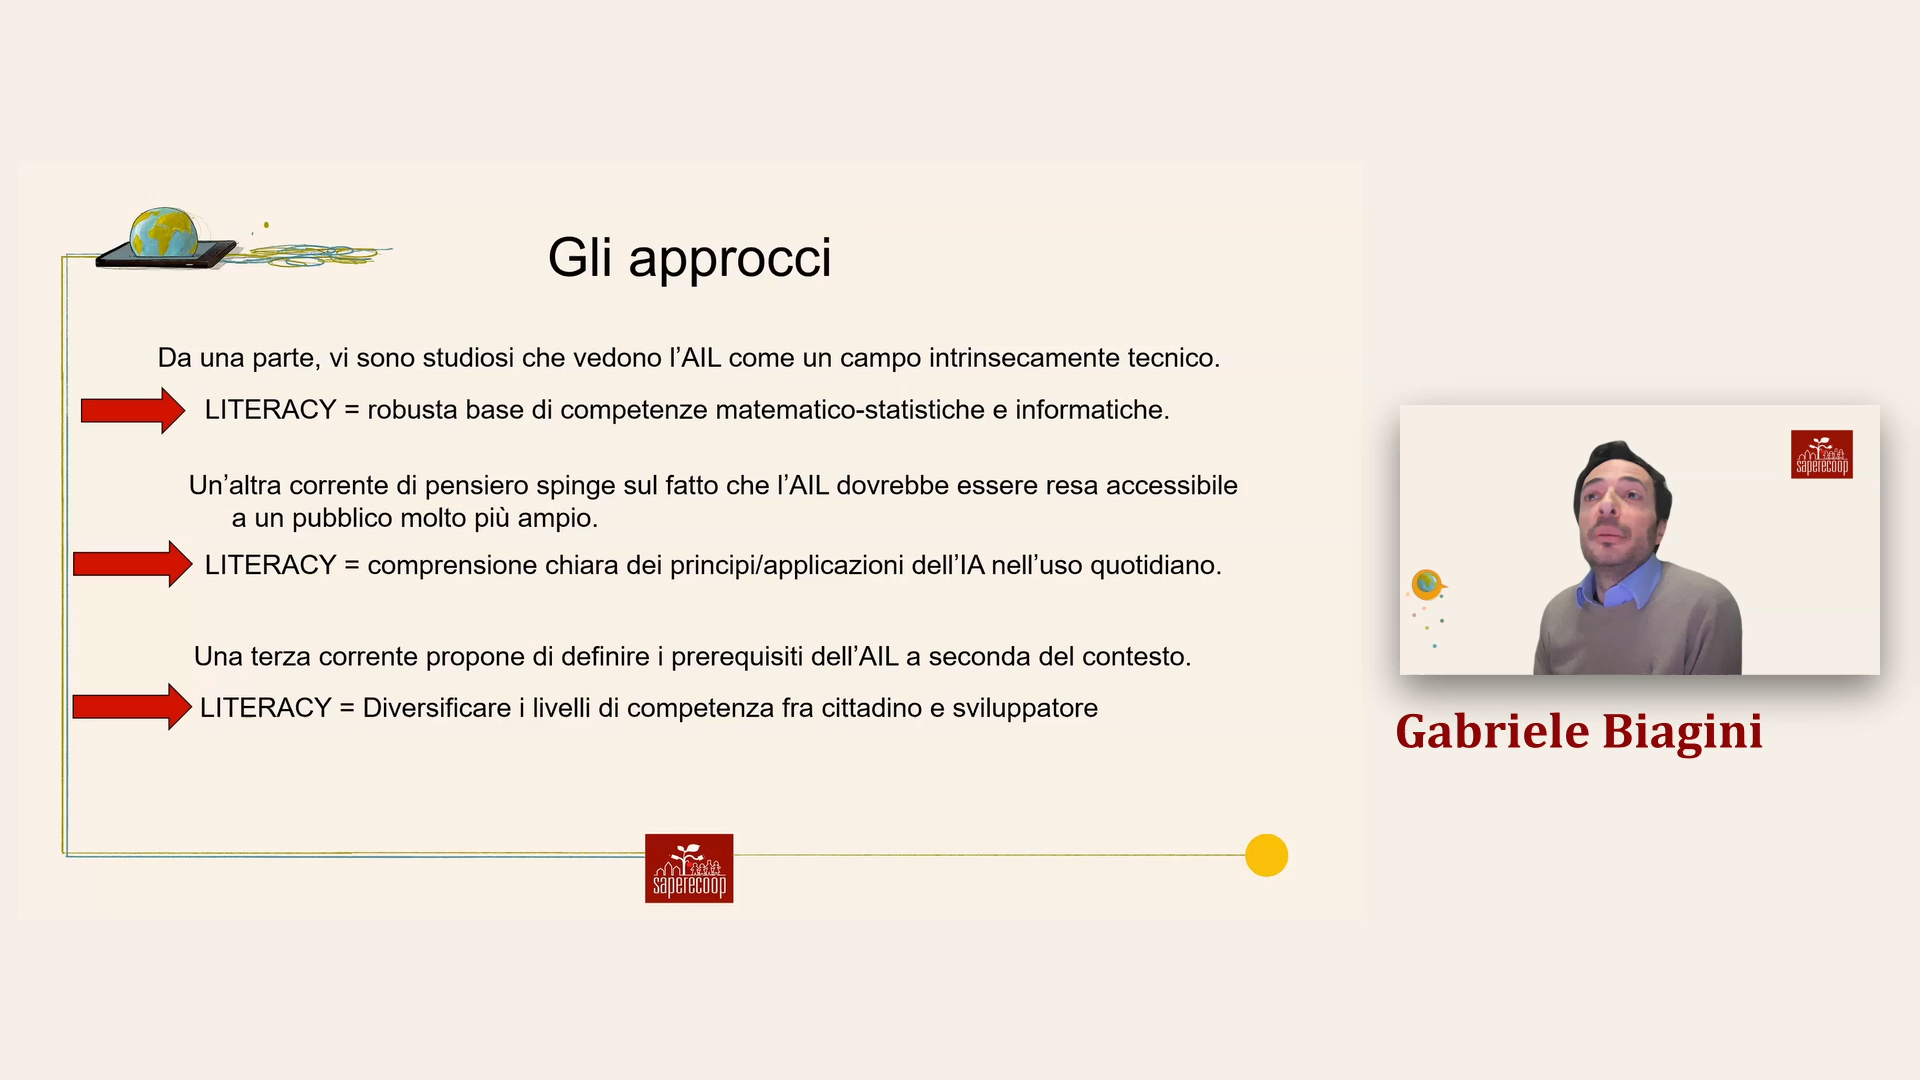 Gli approcci
Da una parte, vi sono studiosi che vedono l’AIL come un campo intrinsecamente tecnico.
LITERACY = robusta base di competenze matematico-statistiche e informatiche.
Un’altra corrente di pensiero spinge sul fatto che l’AIL dovrebbe essere resa accessibile
a un pubblico molto più ampio.
LITERACY = comprensione chiara dei principi/applicazioni dell’IA nell’uso quotidiano.
Una terza corrente propone di definire i prerequisiti dell’AIL a seconda del contesto.
LITERACY = Diversificare i livelli di competenza fra cittadino e sviluppatore
saperecoop
saperecoop
Gabriele Biagini